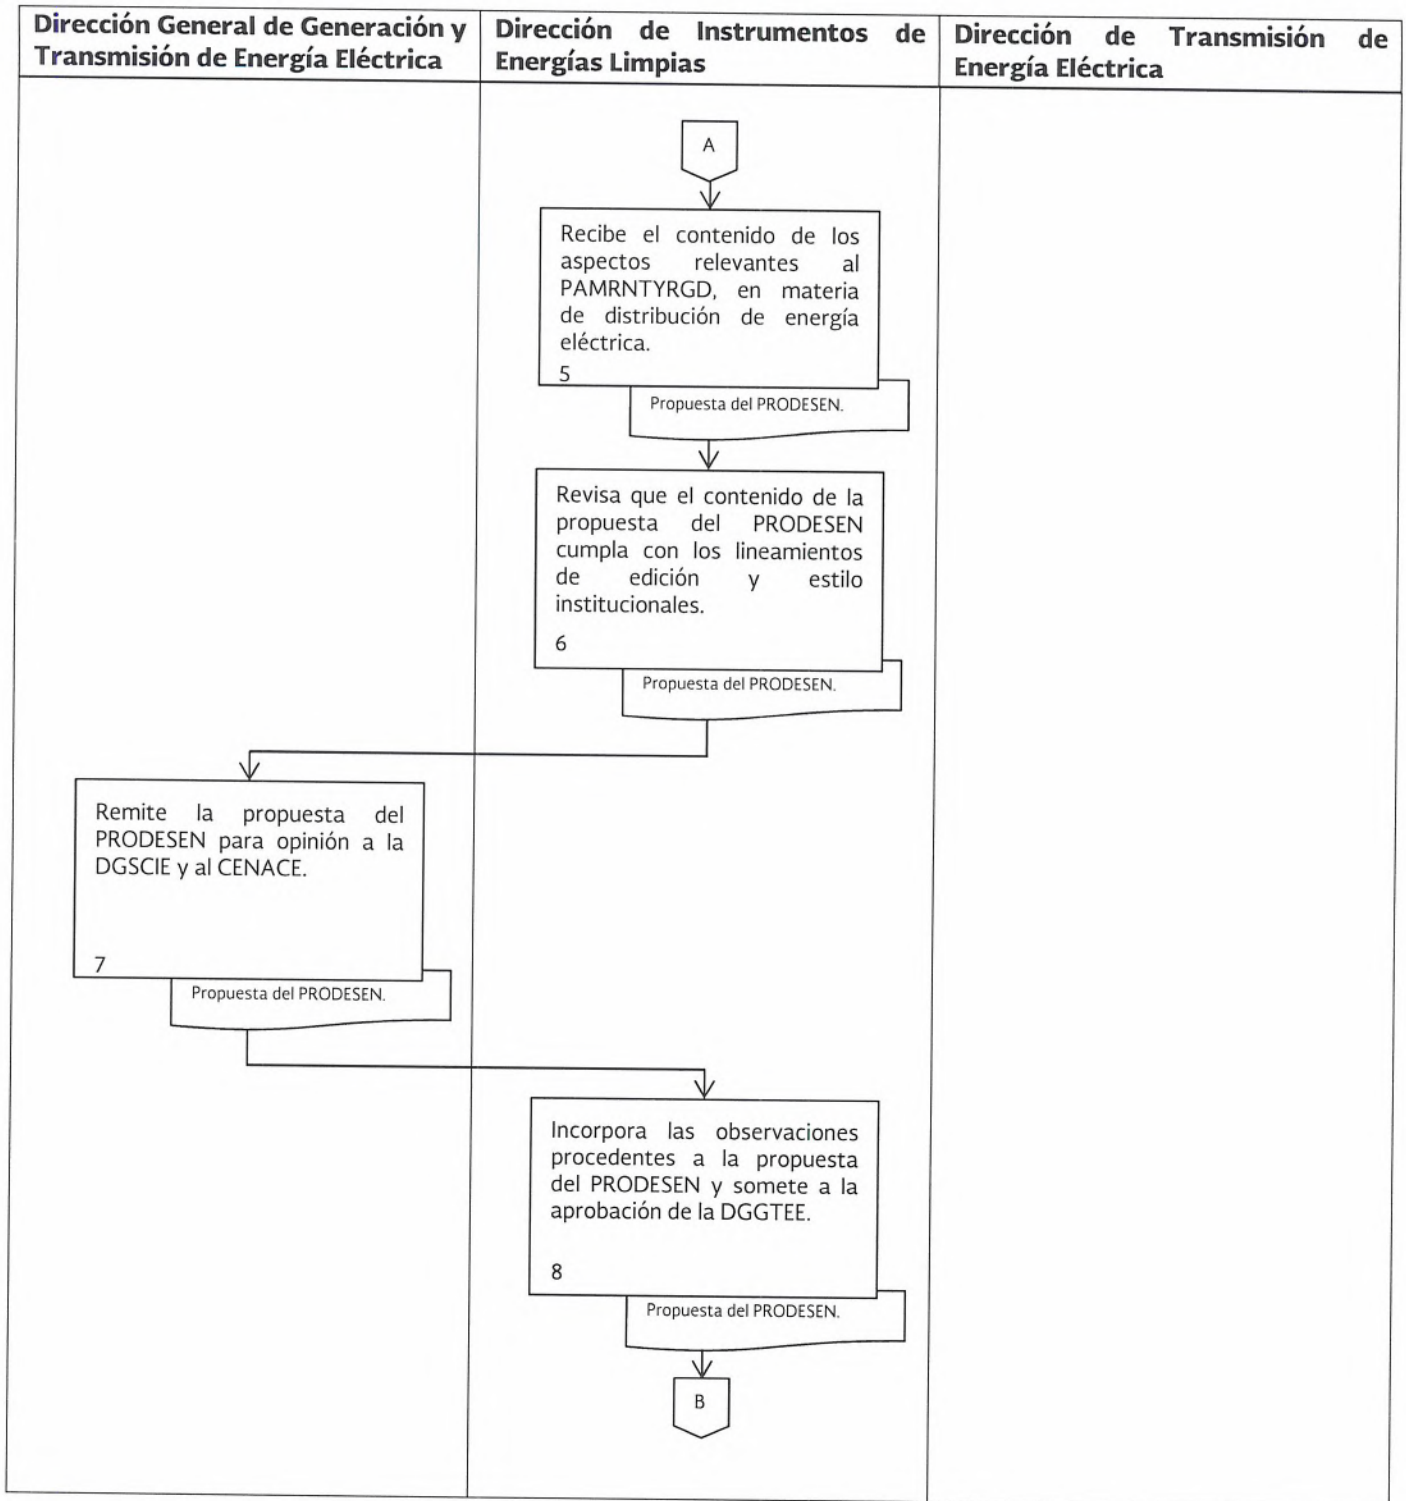 Dirección General de Generación y
Transmisión de Energía Eléctrica
Dirección de Instrumentos de
Energías Limpias
Dirección de Transmisión de
Energía Eléctrica
A
Recibe el contenido de los
aspectos relevantes al
PAMRNTYRGD, en materia
de distribución de energía
eléctrica.
5
Propuesta del PRODESEN.
Revisa que el contenido de la
propuesta del PRODESEN
cumpla con los lineamientos
de edición y estilo
institucionales.
6
Propuesta del PRODESEN.
Remite la propuesta del
PRODESEN para opinión a la
DGSCIE y al CENACE.
7
Propuesta del PRODESEN.
Incorpora las observaciones
procedentes a la propuesta
del PRODESEN y somete a la
aprobación de la DGGTEE.
8
Propuesta del PRODESEN.
B